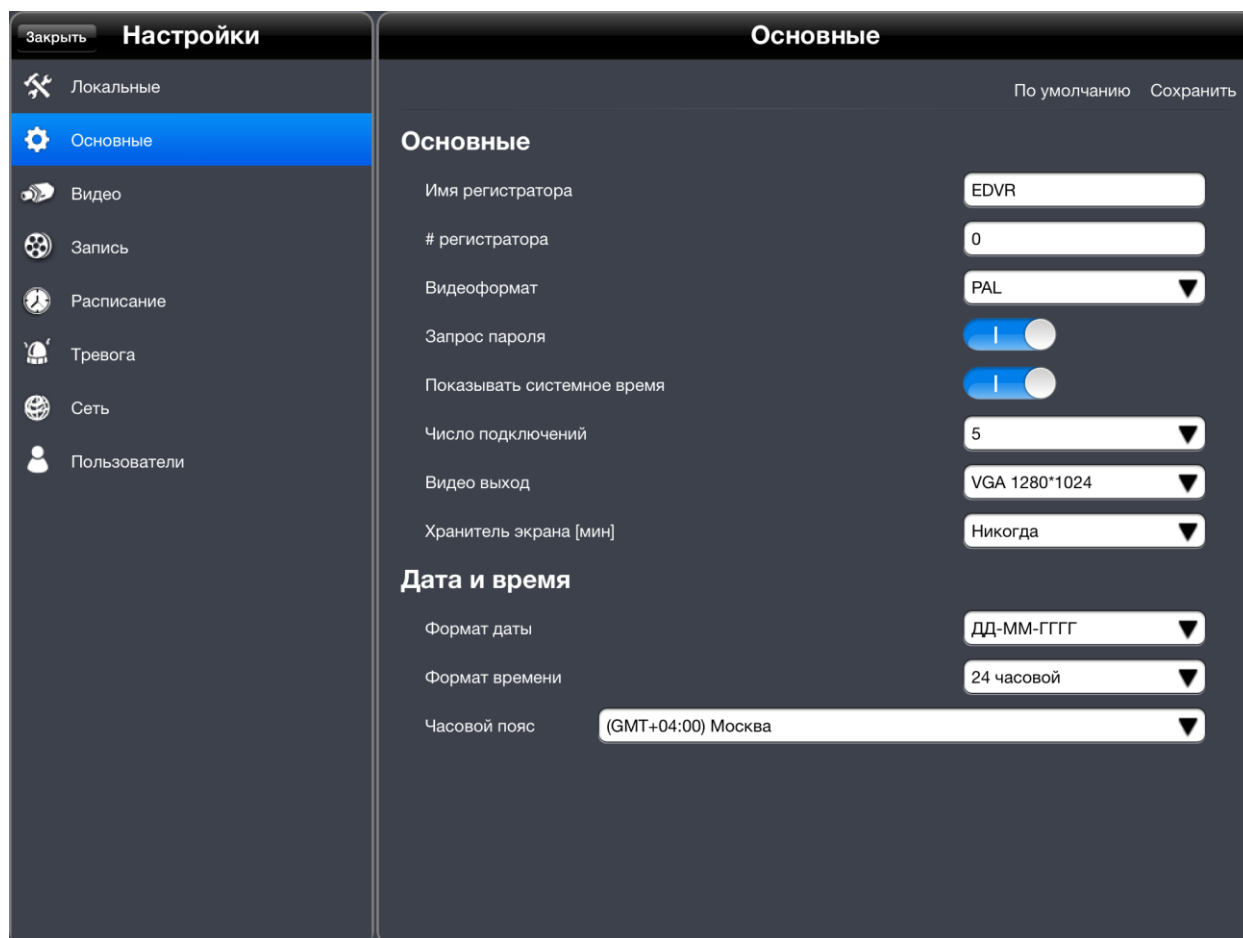 Закрыть Настройки
Локальные
Основные
Видео
Запись
Расписание
Тревога
Сеть
Пользователи
Основные
По умолчанию Сохранить
Основные
Имя регистратора EDVR
# регистратора 0
Видеоформат PAL
Запрос пароля
Показывать системное время
Число подключений 5
Видео выход VGA 1280*1024
Хранитель экрана [мин] Никогда
Дата и время
Формат даты ДД-ММ-ГГГГ
Формат времени 24 часовой
Часовой пояс (GMT+04:00) Москва